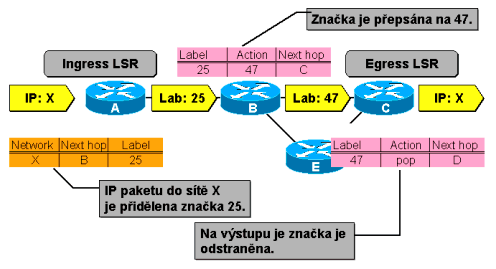 Značka je přepsána na 47.
Ingress LSR
Label Action Next hop
25 47 C
Egress LSR
IP: X
A
Lab: 25
B
Lab: 47
C
IP: X
Network Next hop Label
X B 25
E
Label Action Next hop
47 pop D
IP paketu do sítě X
je přidělena značka 25.
Na výstupu je značka je
odstraněna.